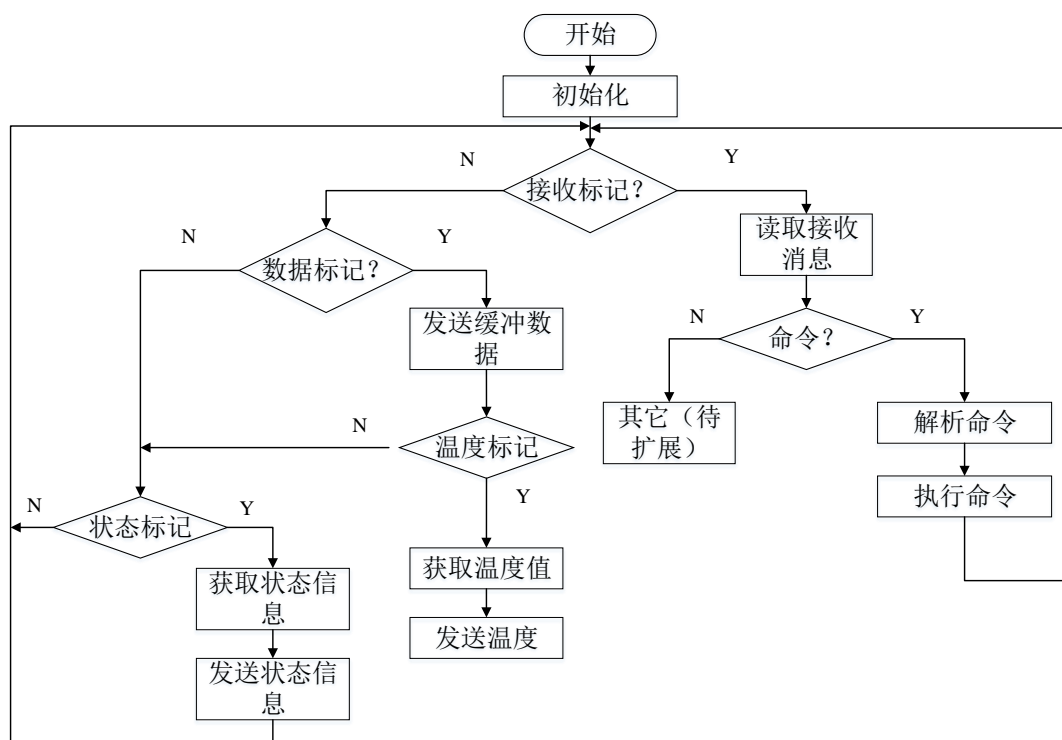 开始
初始化
N
Y
接收标记？
读取接收
消息
N
Y
数据标记？
发送缓冲数
据
N
Y
命令？
其它（待
扩展）
解析命令
N
温度标记
执行命令
Y
N
Y
状态标记
获取温度值
获取状态信
息
发送温度
发送状态信
息